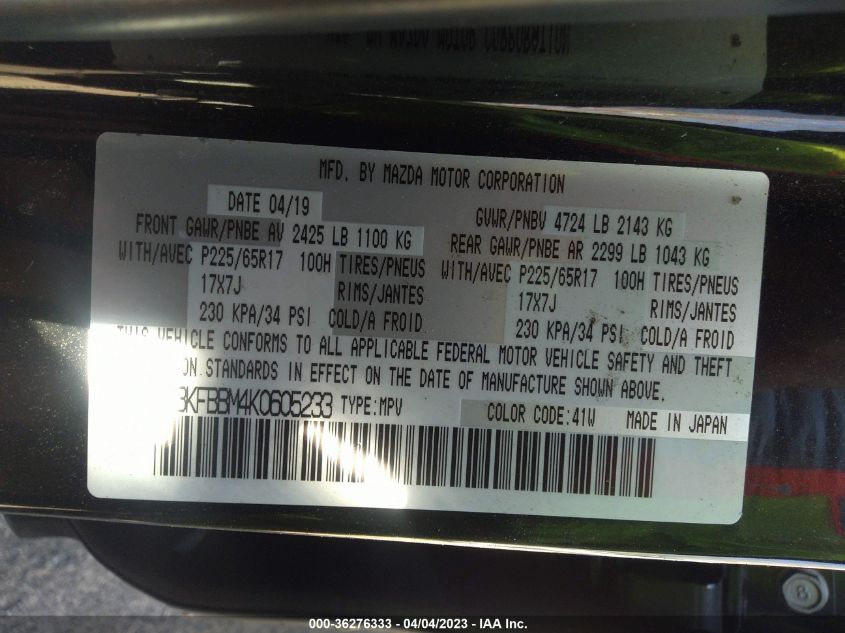 MFD. BY MAZDA MOTOR CORPORATION
DATE 04/19
GVWR/PNBV 4724 LB 2143 KG
FRONT GAWR/PNBE AV 2425 LB 1100 KG
REAR GAWR/PNBE AR 2299 LB 1043 KG
WITH/AVEC P225/65R17 100H TIRES/PNEUS
WITH/AVEC P225/65R17 100H TIRES/PNEUS
17X7J RIMS/JANTES
17X7J RIMS/JANTES
230 KPA/34 PSI COLD/A FROID
230 KPA/34 PSI COLD/A FROID
THIS VEHICLE CONFORMS TO ALL APPLICABLE FEDERAL MOTOR VEHICLE SAFETY AND THEFT
STANDARDS IN EFFECT ON THE DATE OF MANUFACTURE SHOWN ABOVE.
KFBBM4K0605233 TYPE:MPV COLOR CODE:41W MADE IN JAPAN
8
000-36276333 - 04/04/2023 - IAA Inc.